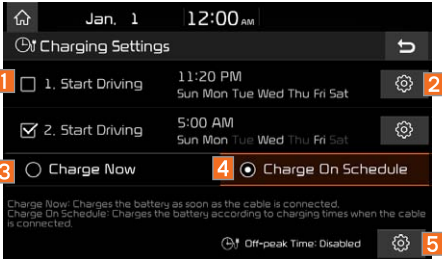 Jan. 1 12:00 AM
Charging Settings
1 1. Start Driving 11:20 PM 2
Sun Mon Tue Wed Thu Fri Sat
2. Start Driving 5:00 AM
Sun Mon Tue Wed Thu Fri Sat
3 Charge Now 4 Charge On Schedule
Charge Now: Charges the battery as soon as the cable is connected.
Charge On Schedule: Charges the battery according to charging times when the cable
is connected.
Off-peak Time: Disabled 5